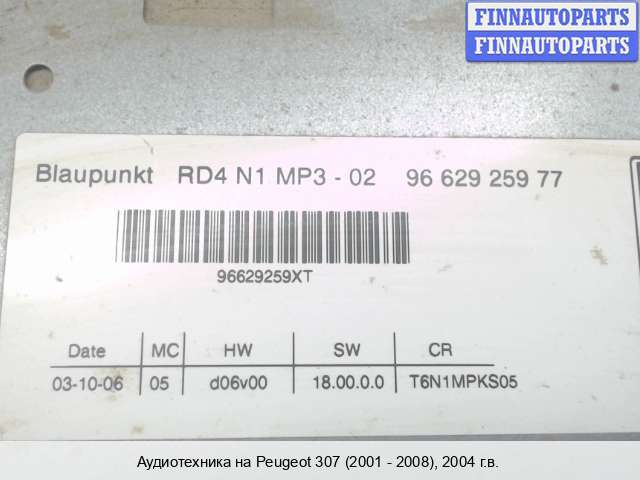 FINNAUTOPARTS
FINNAUTOPARTS
Blaupunkt RD4 N1 MP3 - 02 96 629 259 77
96629259XT
Date MC HW SW CR
03-10-06 05 d06v00 18.00.0.0 T6N1MPKS05
Аудиотехника на Peugeot 307 (2001 - 2008), 2004 г.в.